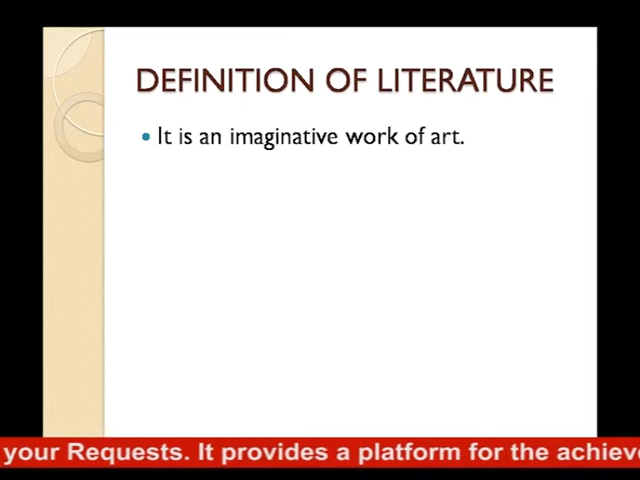 DEFINITION OF LITERATURE
It is an imaginative work of art.
your Requests. It provides a platform for the